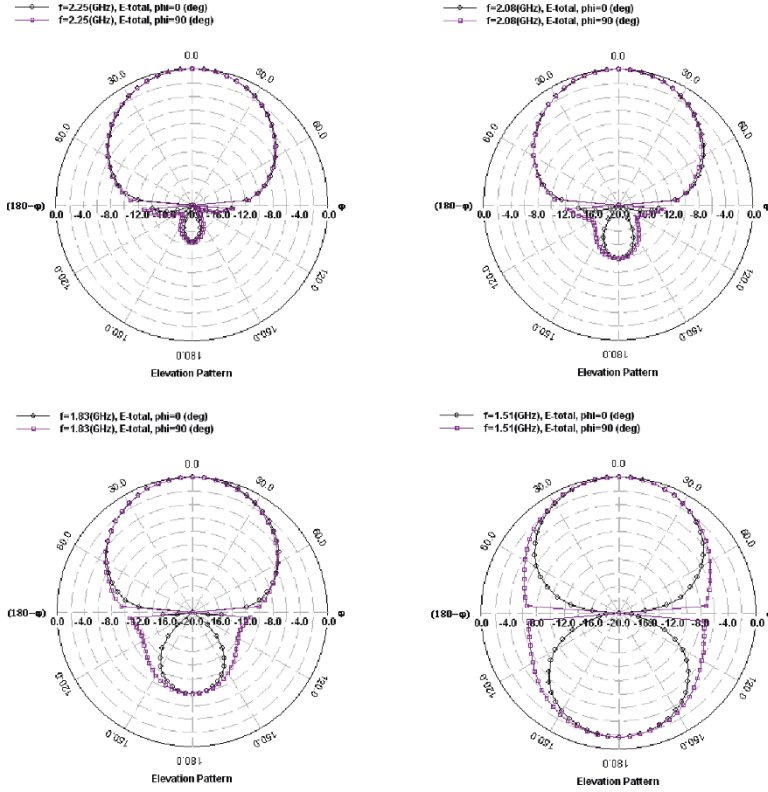 f=2.25(GHz), E-total, phi=0 (deg)
f=2.25(GHz), E-total, phi=90 (deg)
0.0
30.0
30.0
60.0
60.0
(180-φ)
φ
0.0 -4.0 -8.0 -12.0 -16.0 -20.0 -16.0 -12.0 -8.0 -4.0 0.0
120.0
120.0
150.0
150.0
180.0
Elevation Pattern
f=2.08(GHz), E-total, phi=0 (deg)
f=2.08(GHz), E-total, phi=90 (deg)
0.0
30.0
30.0
60.0
60.0
(180-φ)
φ
0.0 -4.0 -8.0 -12.0 -16.0 -20.0 -16.0 -12.0 -8.0 -4.0 0.0
120.0
120.0
150.0
150.0
180.0
Elevation Pattern
f=1.83(GHz), E-total, phi=0 (deg)
f=1.83(GHz), E-total, phi=90 (deg)
0.0
30.0
30.0
60.0
60.0
(180-φ)
φ
0.0 -4.0 -8.0 -12.0 -16.0 -20.0 -16.0 -12.0 -8.0 -4.0 0.0
120.0
120.0
150.0
150.0
180.0
Elevation Pattern
f=1.51(GHz), E-total, phi=0 (deg)
f=1.51(GHz), E-total, phi=90 (deg)
0.0
30.0
30.0
60.0
60.0
(180-φ)
φ
0.0 -4.0 -8.0 -12.0 -16.0 -20.0 -16.0 -12.0 -8.0 -4.0 0.0
120.0
120.0
150.0
150.0
180.0
Elevation Pattern